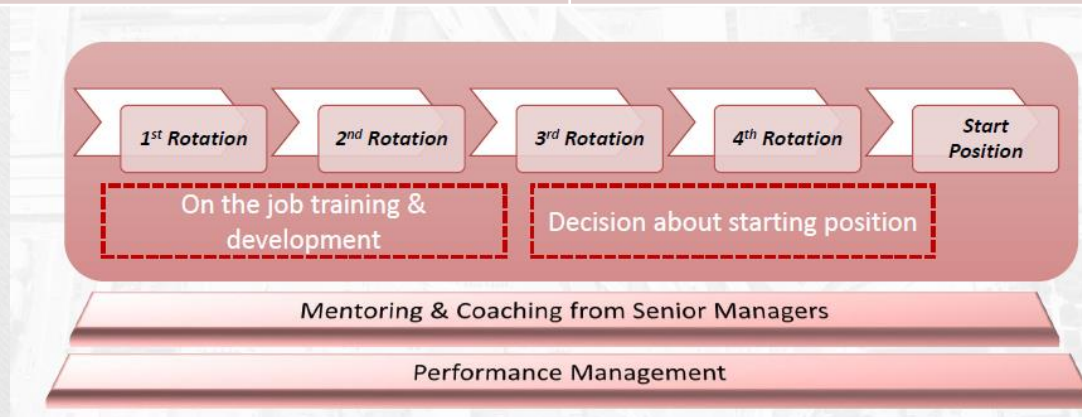 1st Rotation
2nd Rotation
3rd Rotation
4th Rotation
Start
Position
On the job training &
development
Decision about starting position
Mentoring & Coaching from Senior Managers
Performance Management